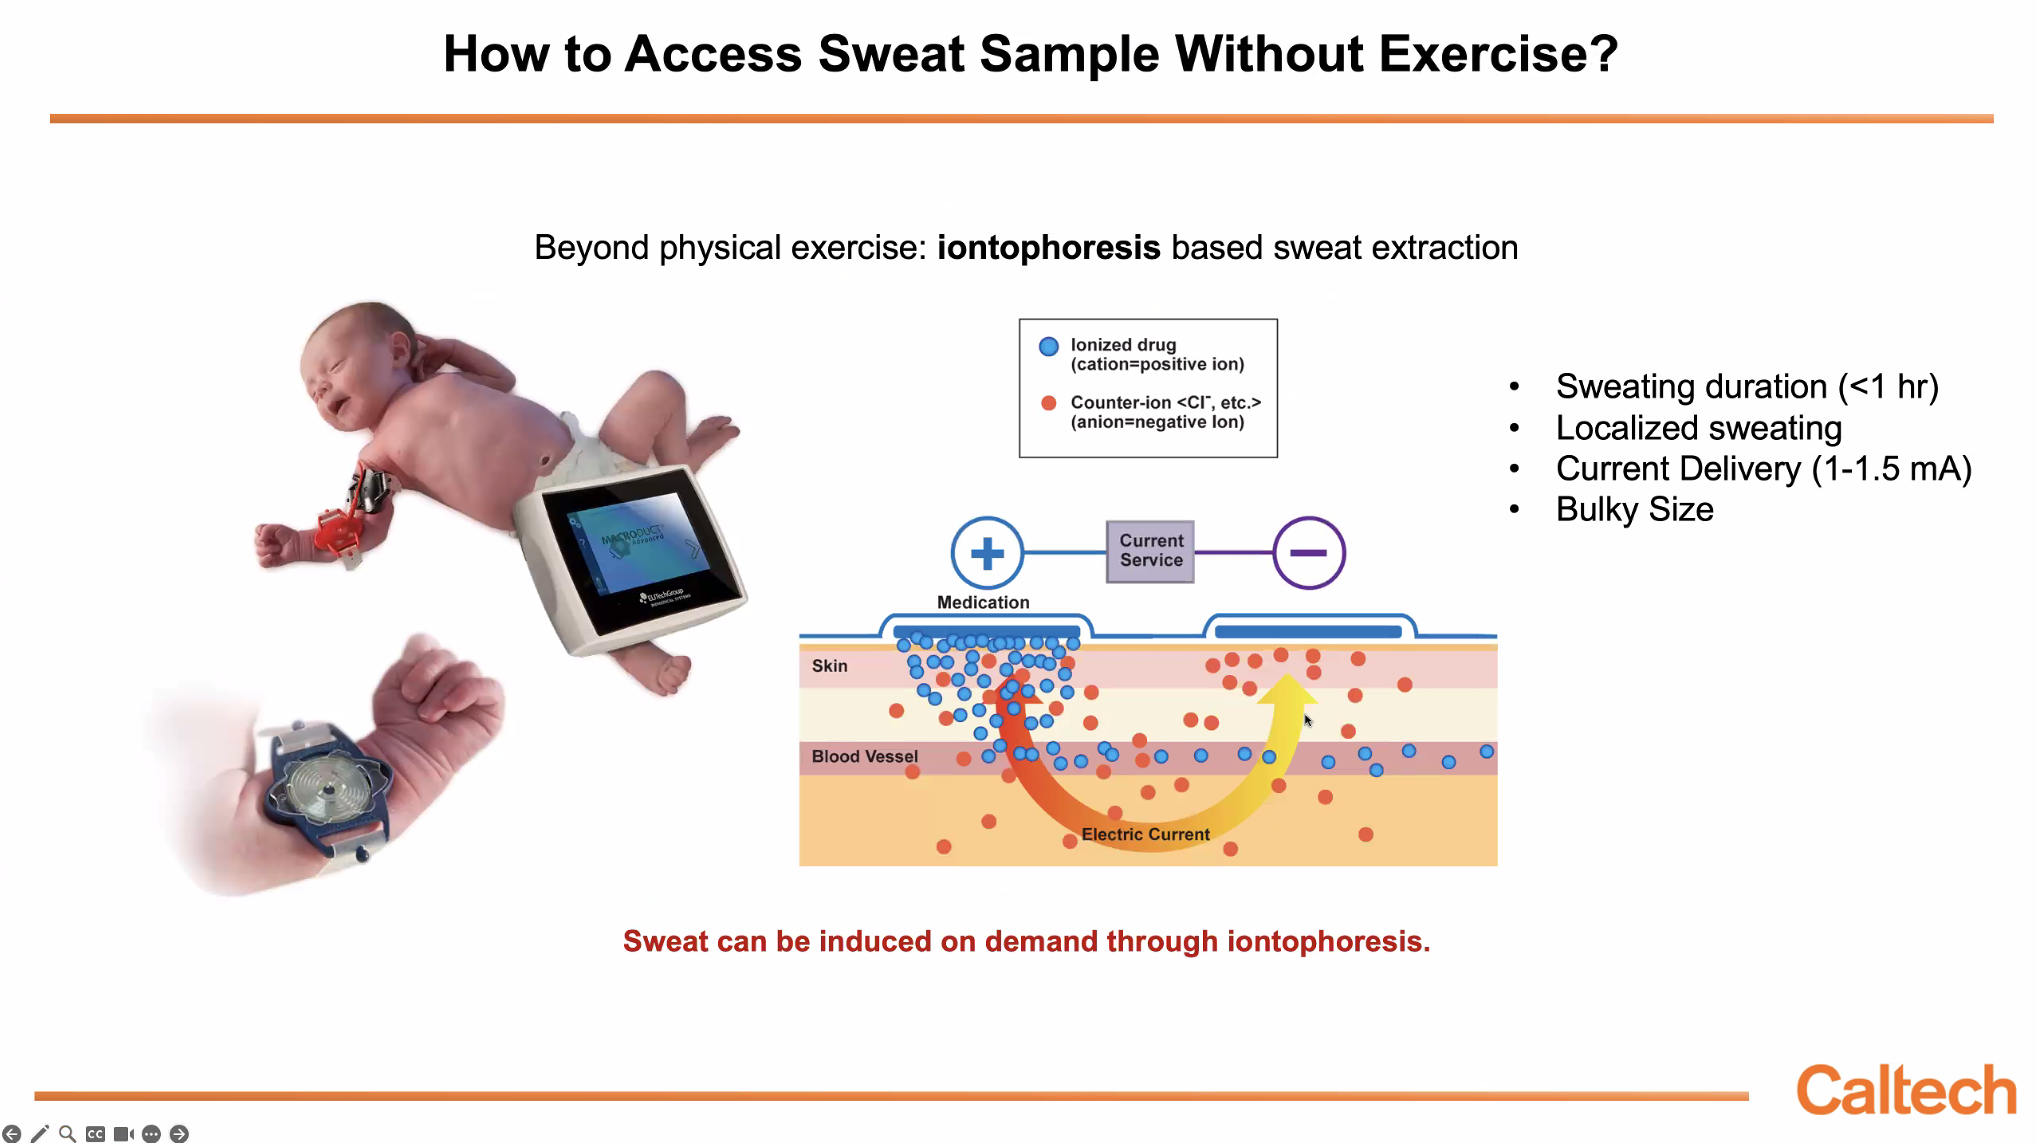 How to Access Sweat Sample Without Exercise?
Beyond physical exercise: iontophoresis based sweat extraction
MACRODUCT
Advanced
ELITechGroup
BIOMEDICAL SYSTEMS
Ionized drug
(cation=positive ion)
Counter-ion <Cl⁻, etc.>
(anion=negative Ion)
• Sweating duration (<1 hr)
• Localized sweating
• Current Delivery (1-1.5 mA)
• Bulky Size
+
Current
Service
−
Medication
Skin
Blood Vessel
Electric Current
Sweat can be induced on demand through iontophoresis.
Caltech
CC